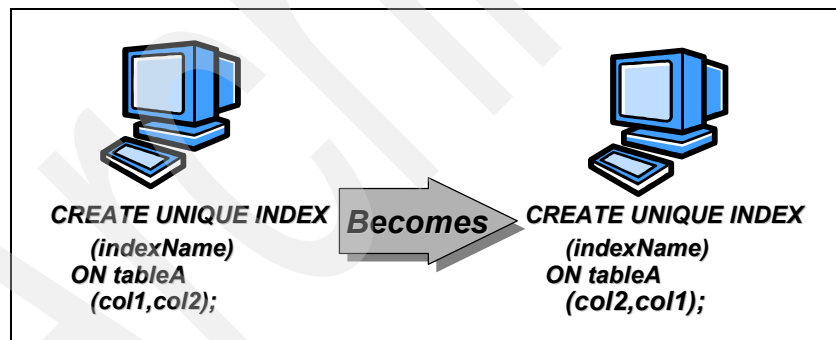 CREATE UNIQUE INDEX
(indexName)
ON tableA
(col1,col2);
Becomes
CREATE UNIQUE INDEX
(indexName)
ON tableA
(col2,col1);